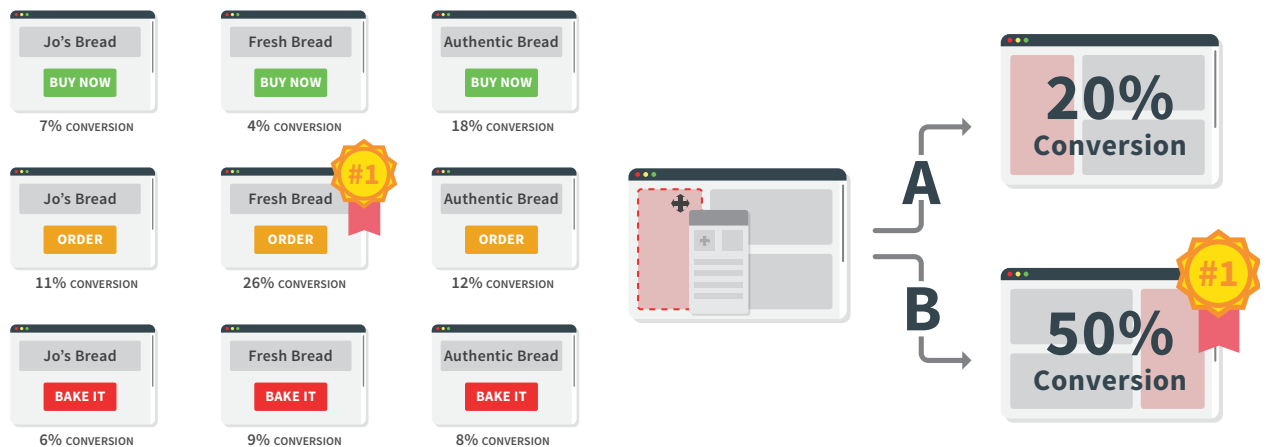 Jo's Bread
BUY NOW
7% CONVERSION
Fresh Bread
BUY NOW
4% CONVERSION
Authentic Bread
BUY NOW
18% CONVERSION
Jo's Bread
ORDER
11% CONVERSION
#1
Fresh Bread
ORDER
26% CONVERSION
Authentic Bread
ORDER
12% CONVERSION
Jo's Bread
BAKE IT
6% CONVERSION
Fresh Bread
BAKE IT
9% CONVERSION
Authentic Bread
BAKE IT
8% CONVERSION
A
20%
Conversion
B
#1
50%
Conversion